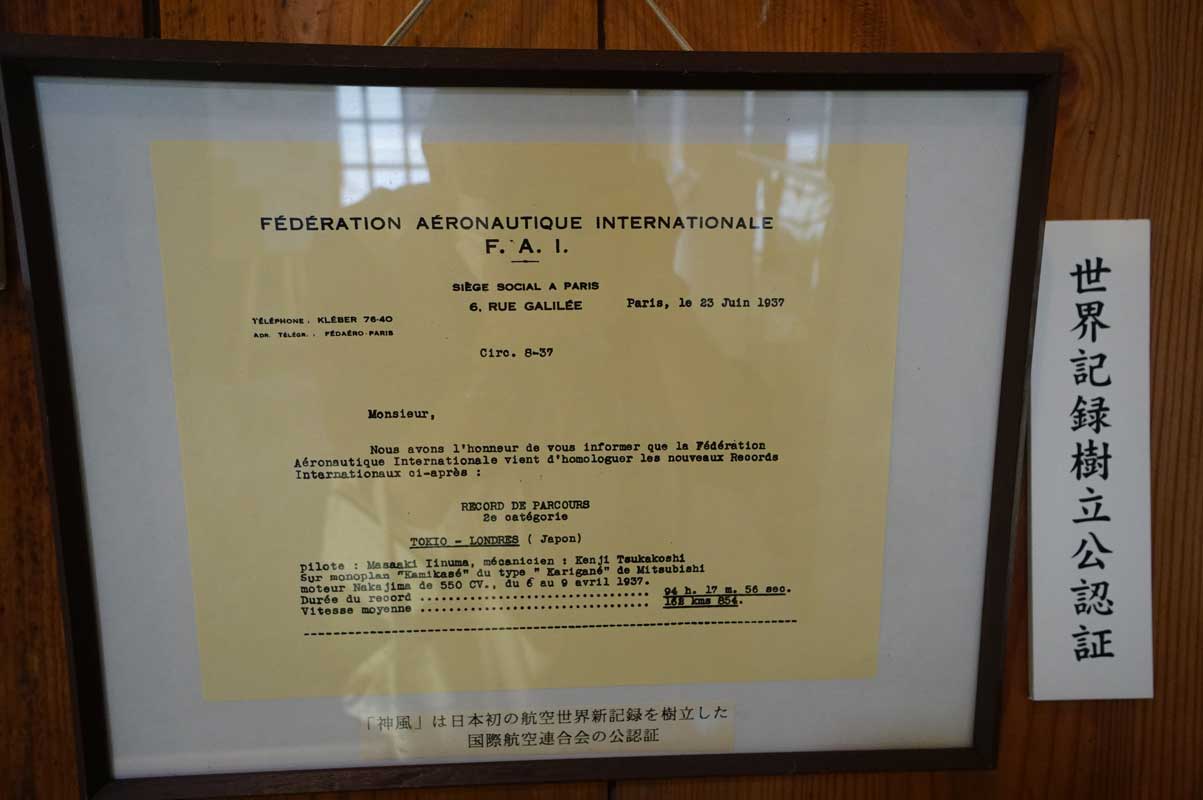 FÉDÉRATION AÉRONAUTIQUE INTERNATIONALE
F. A. I.
SIÈGE SOCIAL A PARIS
6, RUE GALILÉE
Paris, le 23 Juin 1937
TÉLÉPHONE : KLÉBER 76-40
ADR. TÉLÉGR. : FÉDAÉRO-PARIS
Circ. 8-37
Monsieur,
Nous avons l'honneur de vous informer que la Fédération
Aéronautique Internationale vient d'homologuer les nouveaux Records
Internationaux ci-après :
RECORD DE PARCOURS
2e catégorie
TOKIO - LONDRES ( Japon)
pilote : Masaaki Iinuma, mécanicien : Kenji Tsukakoshi
Sur monoplan "Kamikasé" du type " Karigané" de Mitsubishi
moteur Nakajima de 550 CV., du 6 au 9 avril 1937.
Durée du record .............................. 94 h. 17 m. 56 sec.
Vitesse moyenne .............................. kms 854.
「神風」は日本初の航空世界新記録を樹立した
国際航空連合会の公認証
世界記録樹立公認証